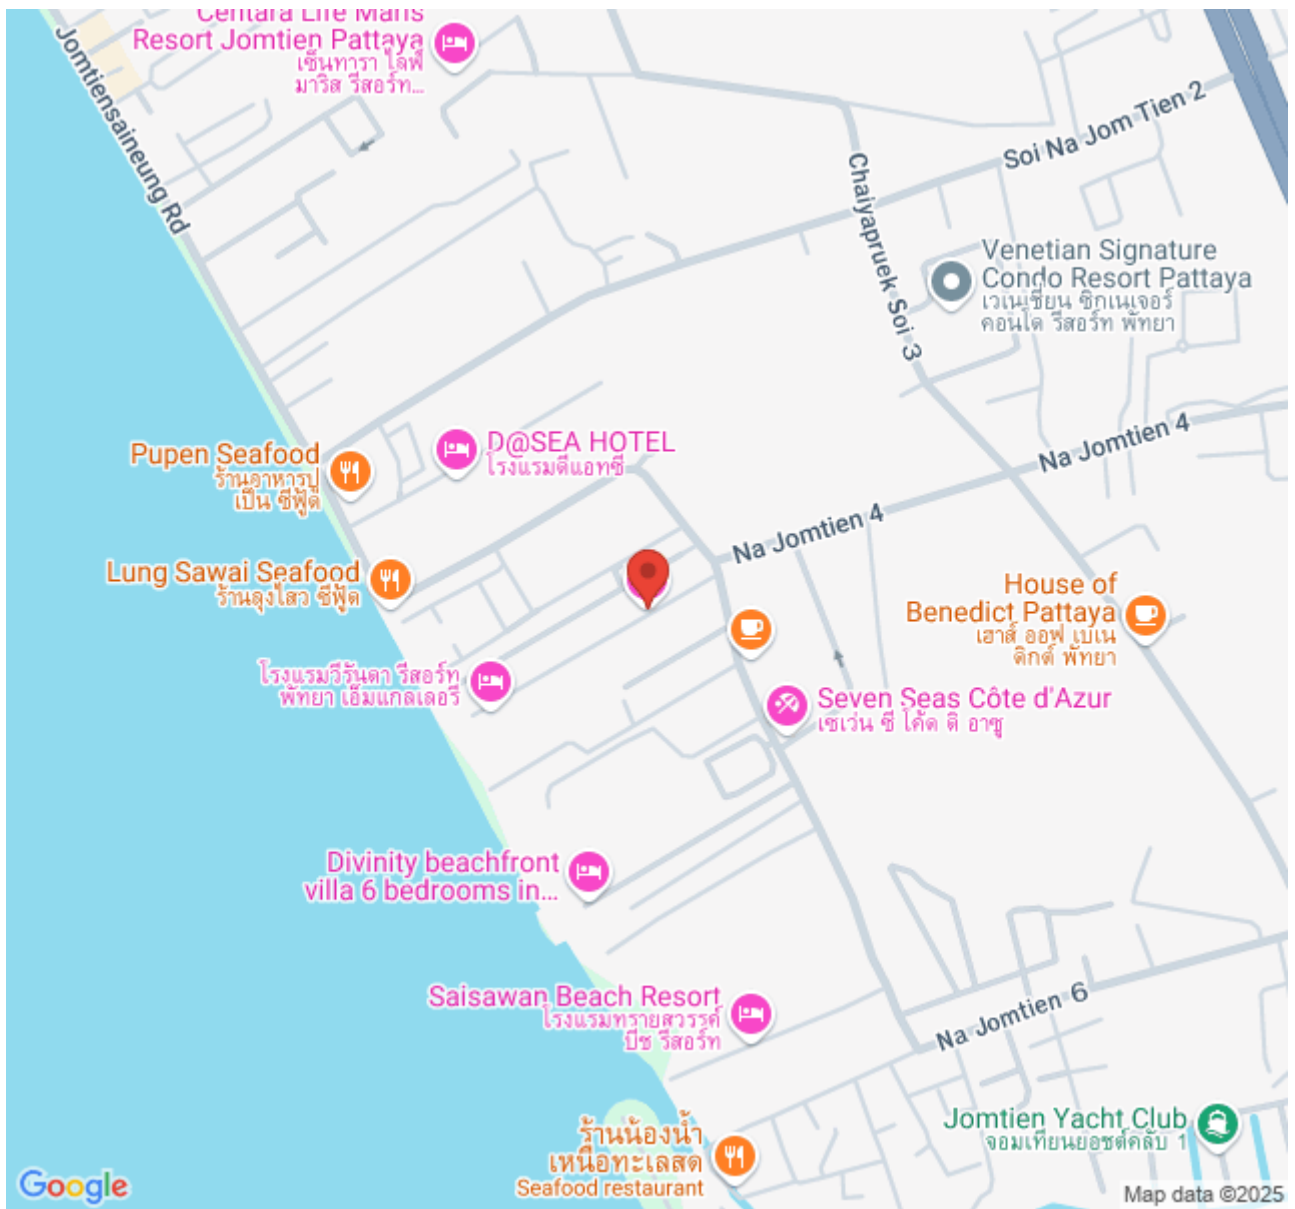 Centara Life Maris
Resort Jomtien Pattaya
เซ็นทารา ไลฟ์
มาริส รีสอร์ท...
Jomtiensaineung Rd
Soi Na Jom Tien 2
Chaiyapruek Soi 3
Venetian Signature
Condo Resort Pattaya
เวเนเชี่ยน ซิกเนเจอร์
คอนโด รีสอร์ท พัทยา
Na Jomtien 4
D@SEA HOTEL
โรงแรมดีแอทซี
Pupen Seafood
ร้านอาหารปู
เป็น ซีฟู้ด
Na Jomtien 4
Lung Sawai Seafood
ร้านลุงไสว ซีฟู้ด
House of
Benedict Pattaya
เฮาส์ ออฟ เบเน
ดิกต์ พัทยา
โรงแรมวีรันดา รีสอร์ท
พัทยา เอ็มแกลเลอรี
Seven Seas Côte d'Azur
เซเว่น ซี โค้ด ดิ อาซู
Divinity beachfront
villa 6 bedrooms in...
Saisawan Beach Resort
โรงแรมทรายสวรรค์
บีช รีสอร์ท
Na Jomtien 6
Jomtien Yacht Club
จอมเทียนยอชต์คลับ 1
ร้านน้องน้ำ
เหนือทะเลสด
Seafood restaurant
Google
Map data ©2025